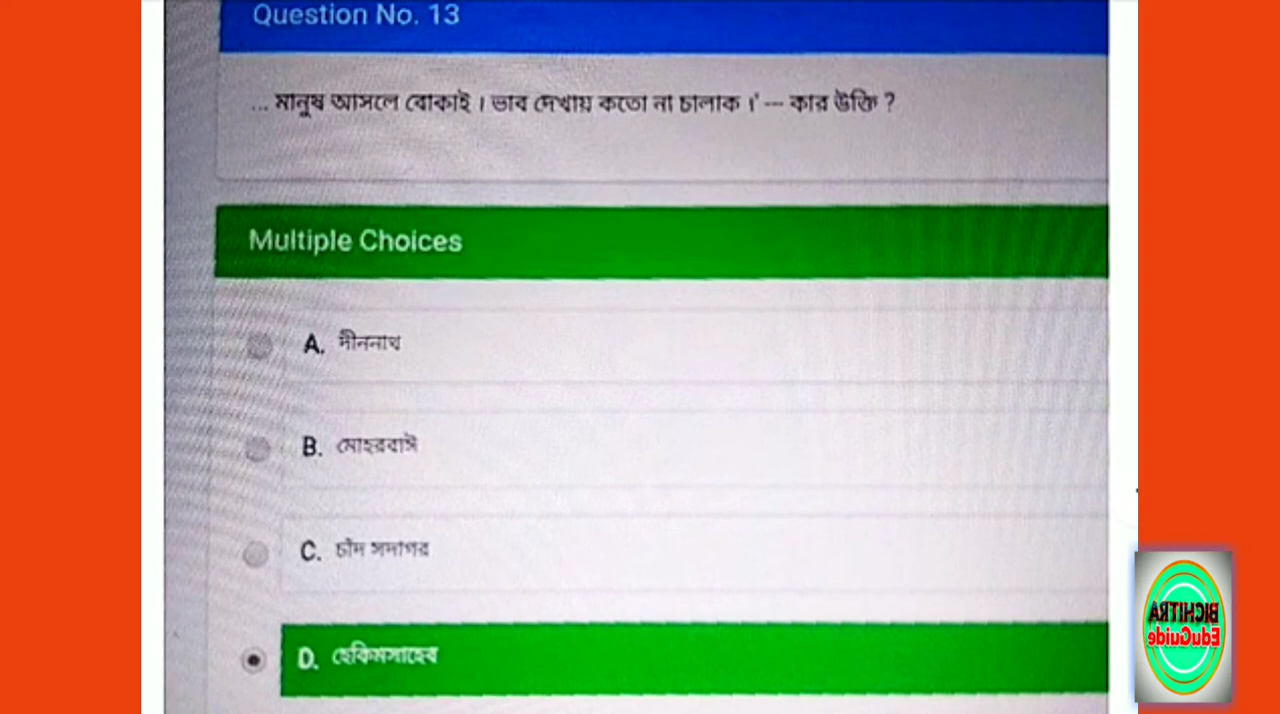 Question No. 13
... মানুষ আসলে বোকাই । ভাব দেখায় কতো না চালাক ।' --- কার উক্তি ?
Multiple Choices
A. দীননাথ
B. মোহরবাঈ
C. চাঁদ সদাগর
D. হেকিমসাহেব
BICHITRA
EduGuide